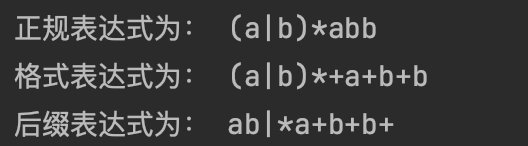 正规表达式为： (a|b)*abb
格式表达式为： (a|b)*+a+b+b
后缀表达式为： ab|*a+b+b+